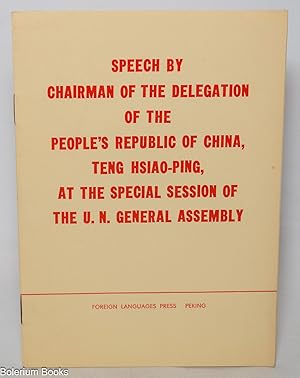 SPEECH BY
CHAIRMAN OF THE DELEGATION
OF THE
PEOPLE'S REPUBLIC OF CHINA,
TENG HSIAO-PING,
AT THE SPECIAL SESSION OF
THE U. N. GENERAL ASSEMBLY
FOREIGN LANGUAGES PRESS PEKING
Bolerium Books